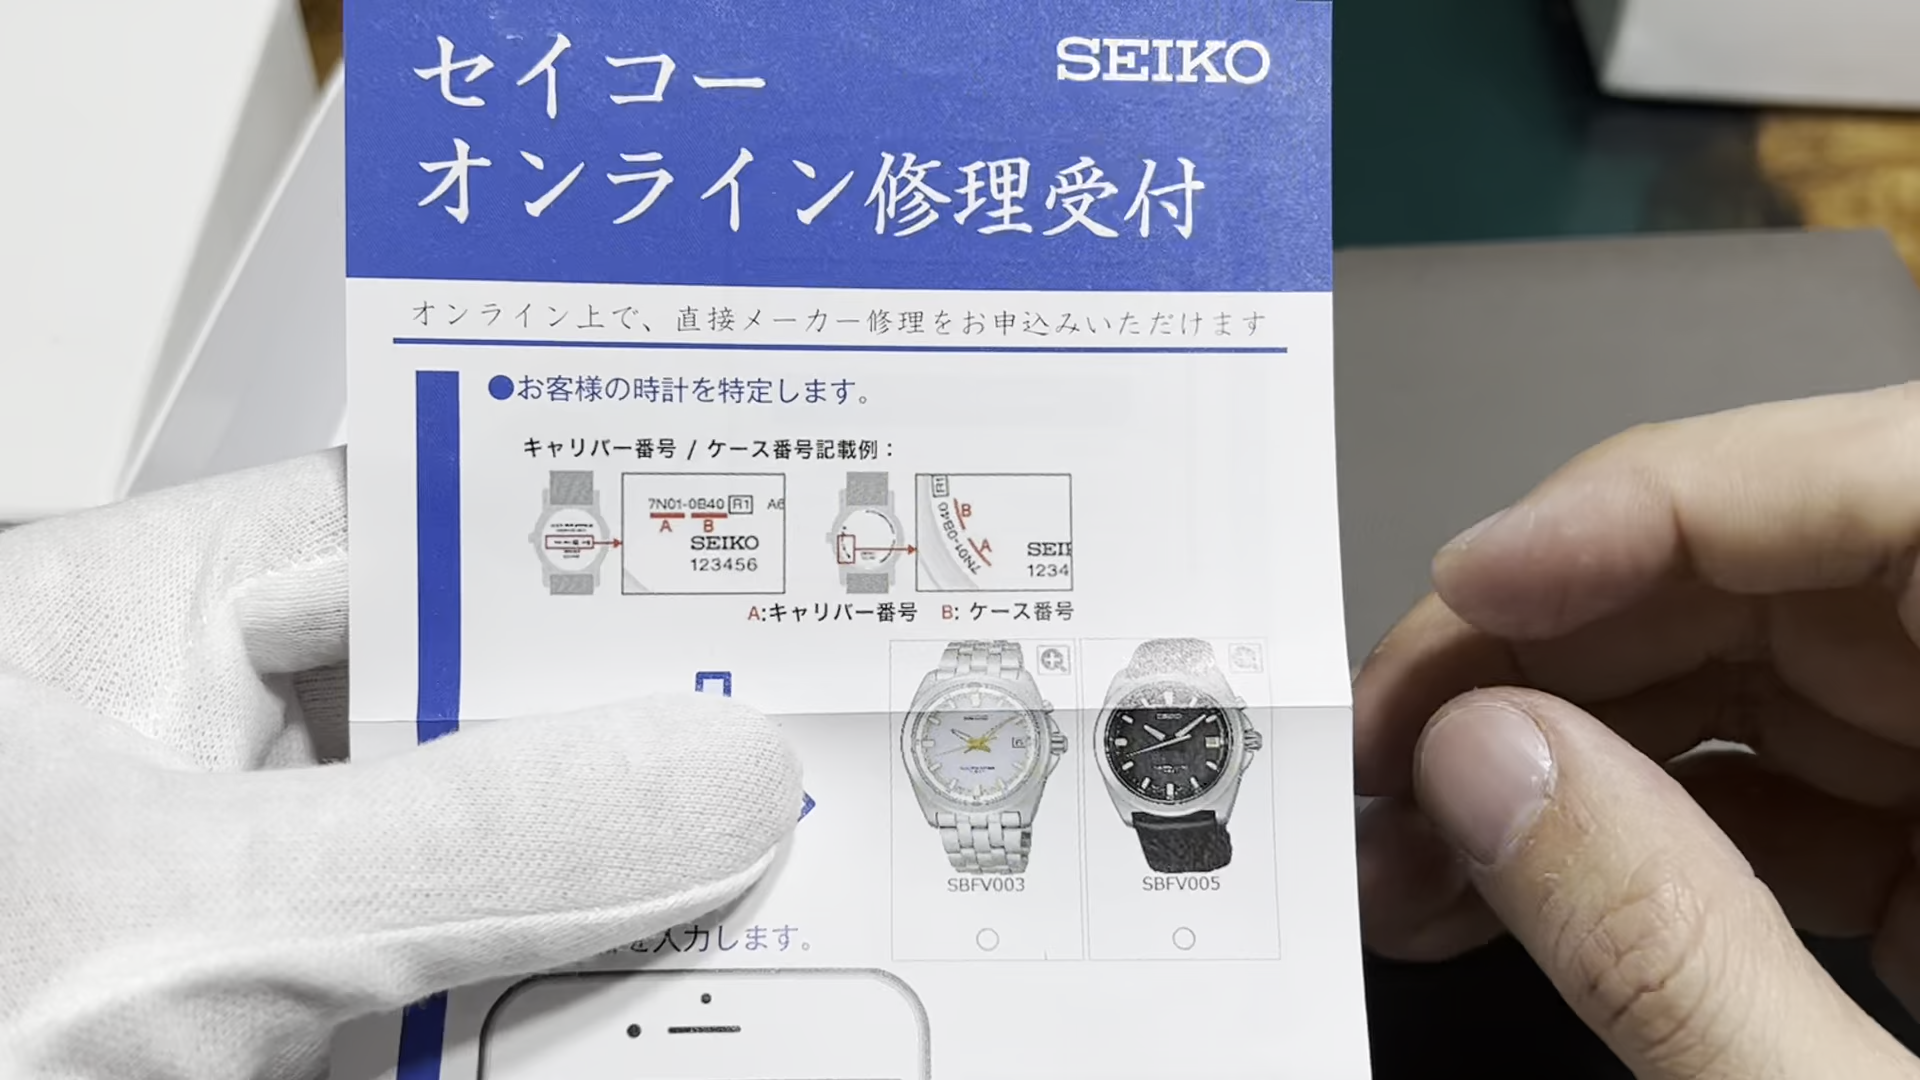 セイコー
SEIKO
オンライン修理受付
オンライン上で、直接メーカー修理をお申込みいただけます
●お客様の時計を特定します。
キャリバー番号 / ケース番号記載例：
7N01-0B40 R1 A6
A B
SEIKO
123456
R1
7N01-0B40
B
A
SEI
1234
A:キャリバー番号 B: ケース番号
SBFV003
SBFV005
を入力します。